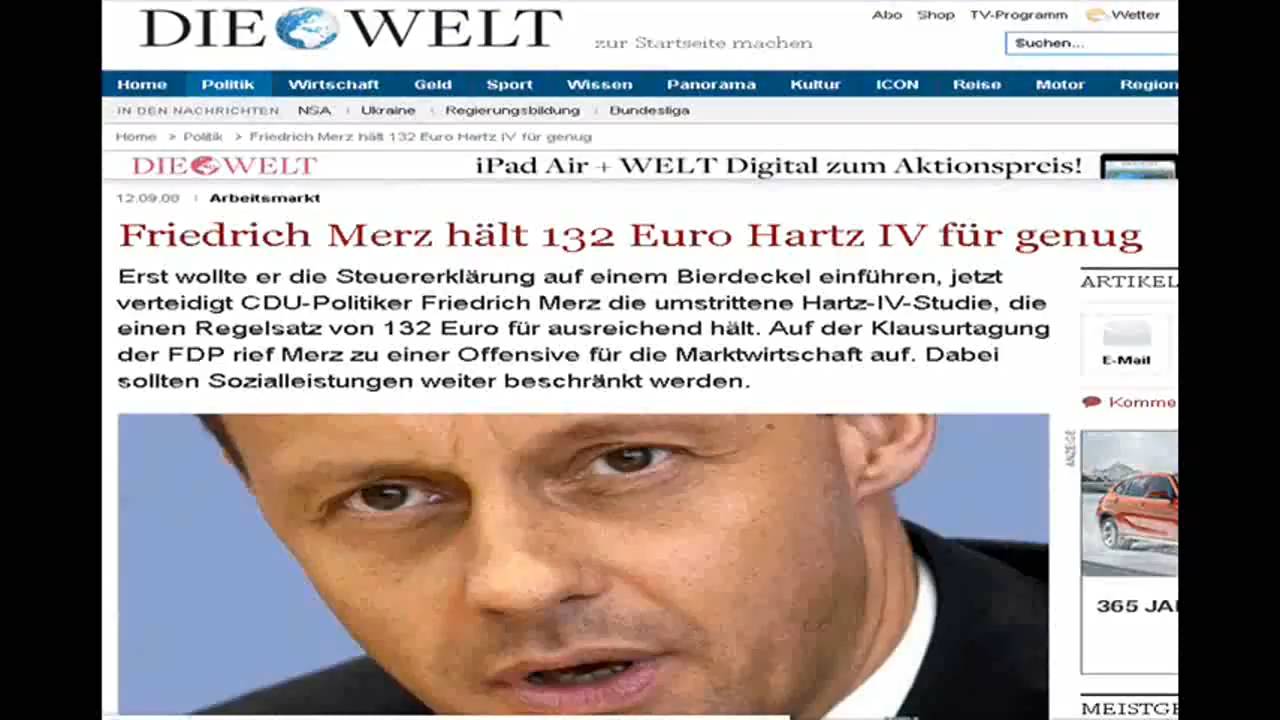 DIE WELT
zur Startseite machen
Abo Shop TV-Programm Wetter
Suchen...
Home Politik Wirtschaft Geld Sport Wissen Panorama Kultur ICON Reise Motor Region
IN DEN NACHRICHTEN NSA Ukraine Regierungsbildung Bundesliga
Home > Politik > Friedrich Merz hält 132 Euro Hartz IV für genug
DIE WELT iPad Air + WELT Digital zum Aktionspreis!
12.09.08 Arbeitsmarkt
Friedrich Merz hält 132 Euro Hartz IV für genug
Erst wollte er die Steuererklärung auf einem Bierdeckel einführen, jetzt
verteidigt CDU-Politiker Friedrich Merz die umstrittene Hartz-IV-Studie, die
einen Regelsatz von 132 Euro für ausreichend hält. Auf der Klausurtagung
der FDP rief Merz zu einer Offensive für die Marktwirtschaft auf. Dabei
sollten Sozialleistungen weiter beschränkt werden.
ARTIKEL
E-Mail
Komme
ANZEIGE
365 JA
MEISTGE